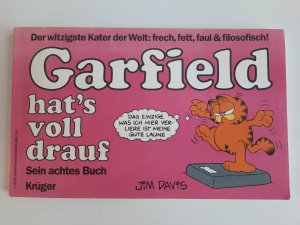 Der witzigste Kater der Welt: frech, fett, faul & filosofisch!
Garfield
hat's
voll
drauf
DAS EINZIGE
WAS ICH HIER VER-
LIERE IST MEINE
GUTE LAUNE
Sein achtes Buch
Krüger
JIM DAVIS